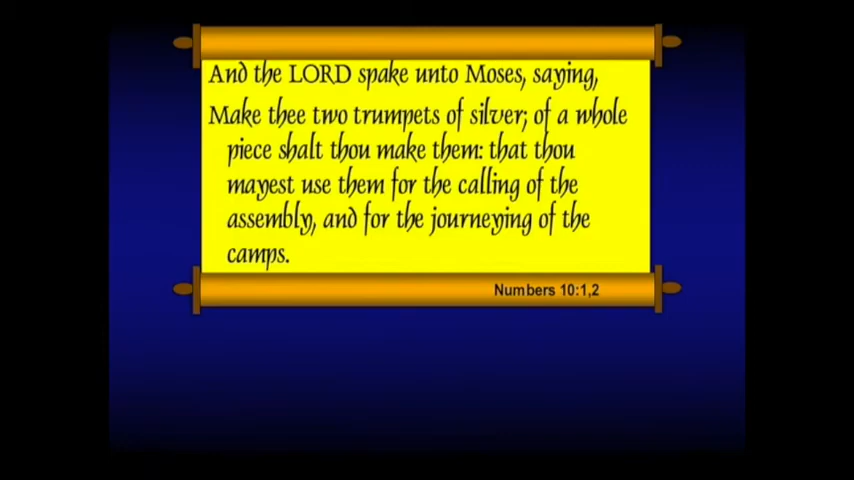 And the LORD spake unto Moses, saying,
Make thee two trumpets of silver; of a whole
piece shalt thou make them: that thou
mayest use them for the calling of the
assembly, and for the journeying of the
camps.
Numbers 10:1,2